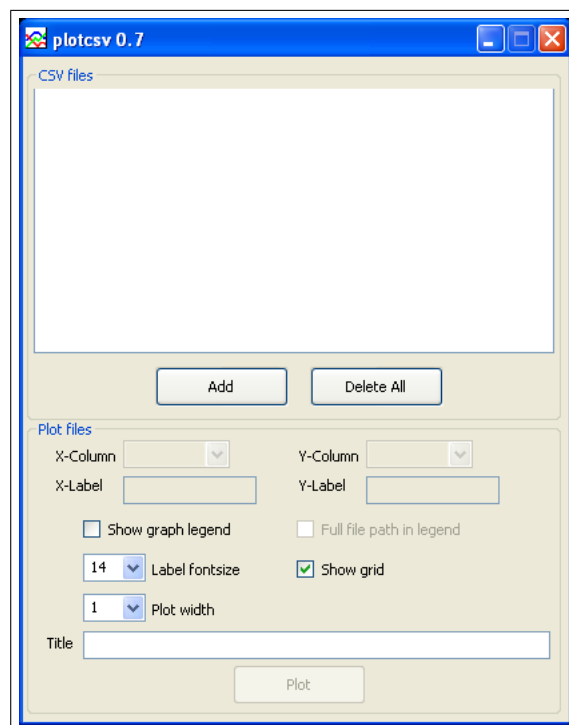 plotcsv 0.7
CSV files
Add Delete All
Plot files
X-Column Y-Column
X-Label Y-Label
Show graph legend Full file path in legend
14 Label fontsize Show grid
1 Plot width
Title
Plot